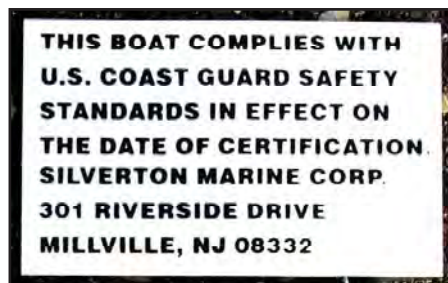 THIS BOAT COMPLIES WITH
U.S. COAST GUARD SAFETY
STANDARDS IN EFFECT ON
THE DATE OF CERTIFICATION.
SILVERTON MARINE CORP.
301 RIVERSIDE DRIVE
MILLVILLE, NJ 08332